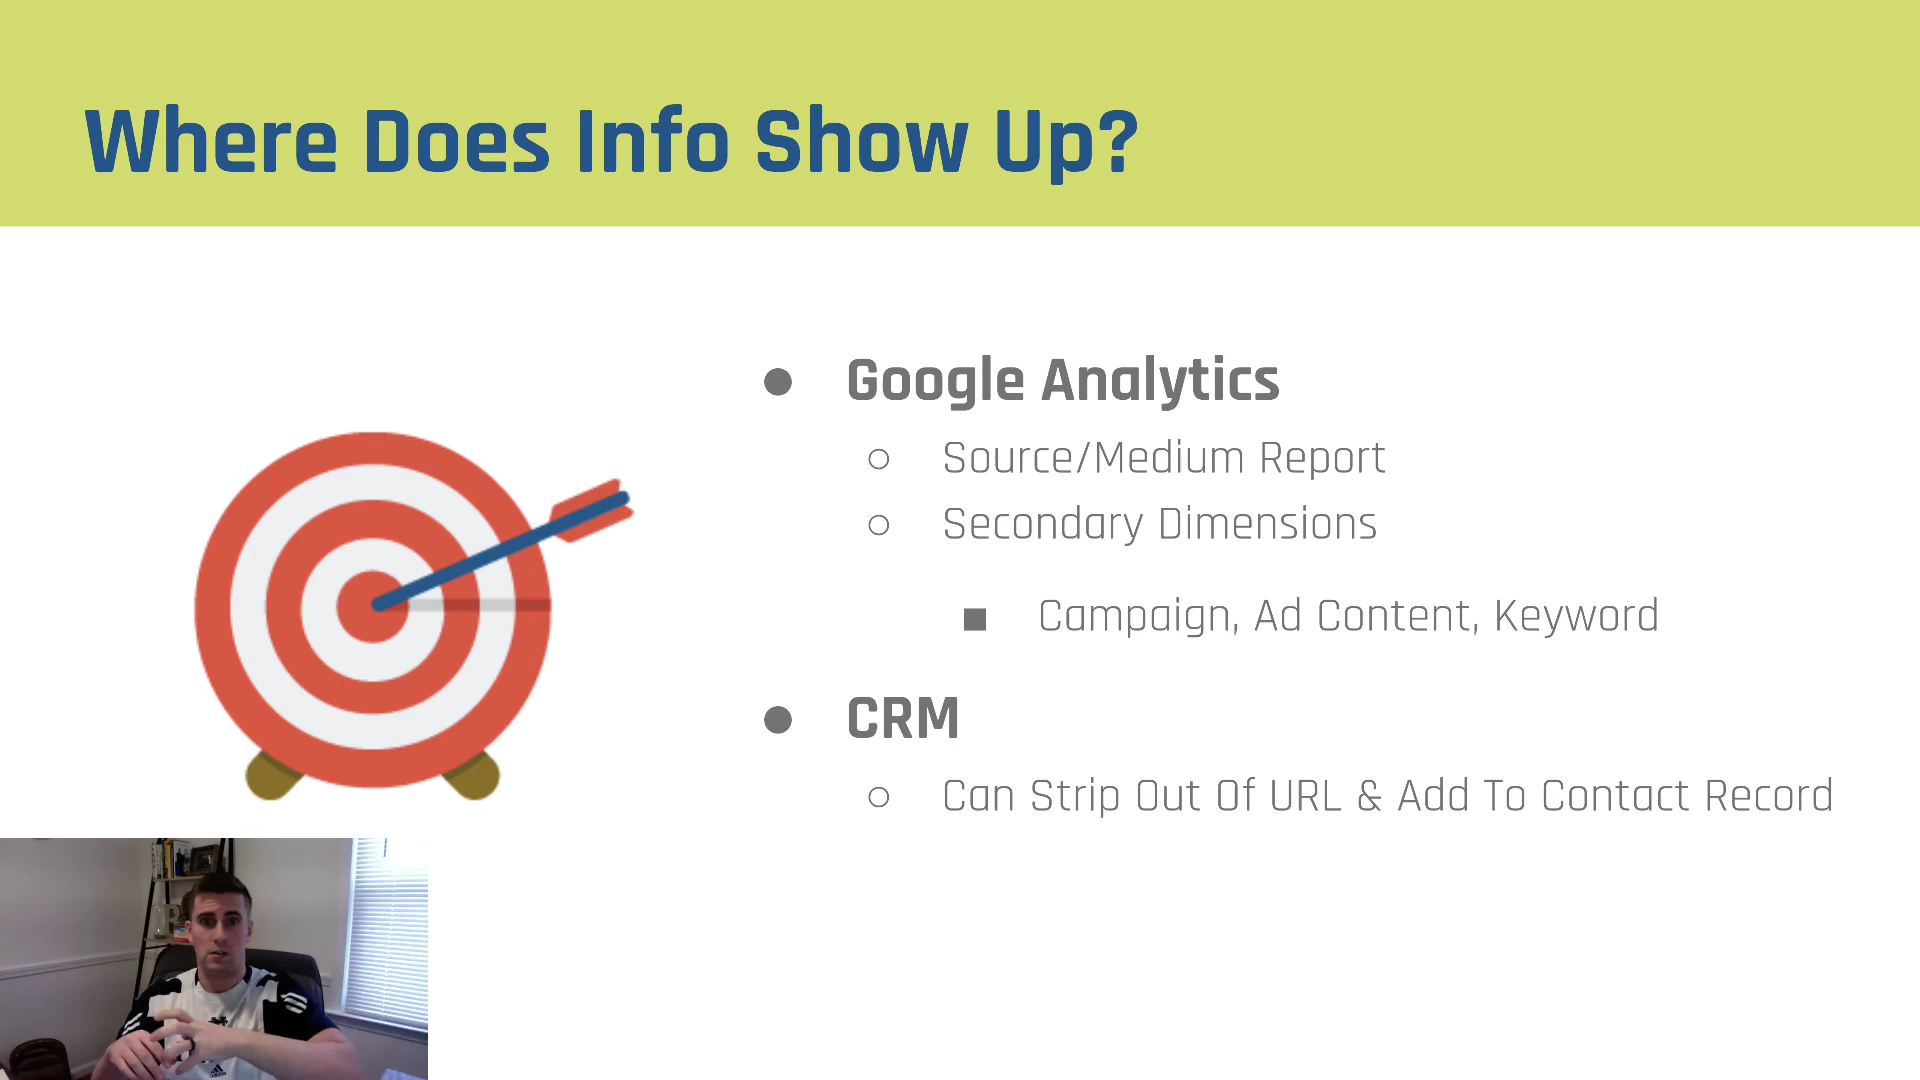 Where Does Info Show Up?
Google Analytics
Source/Medium Report
Secondary Dimensions
Campaign, Ad Content, Keyword
CRM
Can Strip Out Of URL & Add To Contact Record